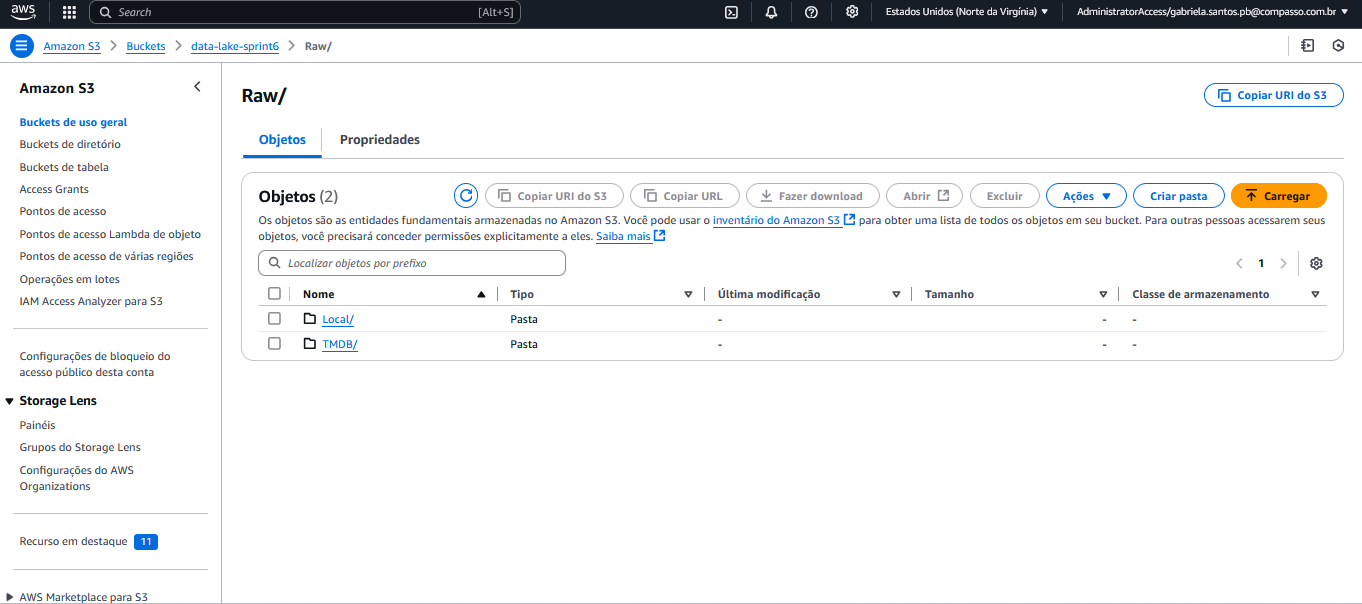 aws
Search [Alt+S]
Estados Unidos (Norte da Virgínia)
AdministratorAccess/gabriela.santos.pb@compasso.com.br
Amazon S3 > Buckets > data-lake-sprint6 > Raw/
Amazon S3
Buckets de uso geral
Buckets de diretório
Buckets de tabela
Access Grants
Pontos de acesso
Pontos de acesso Lambda de objeto
Pontos de acesso de várias regiões
Operações em lotes
IAM Access Analyzer para S3
Configurações de bloqueio do
acesso público desta conta
Storage Lens
Painéis
Grupos do Storage Lens
Configurações do AWS
Organizations
Recurso em destaque 11
AWS Marketplace para S3
Raw/
Copiar URI do S3
Objetos Propriedades
Objetos (2)
Copiar URI do S3 Copiar URL Fazer download Abrir Excluir Ações Criar pasta Carregar
Os objetos são as entidades fundamentais armazenadas no Amazon S3. Você pode usar o inventário do Amazon S3 para obter uma lista de todos os objetos em seu bucket. Para outras pessoas acessarem seus
objetos, você precisará conceder permissões explicitamente a eles. Saiba mais
Localizar objetos por prefixo
1
Nome Tipo Última modificação Tamanho Classe de armazenamento
Local/ Pasta - - -
TMDB/ Pasta - - -